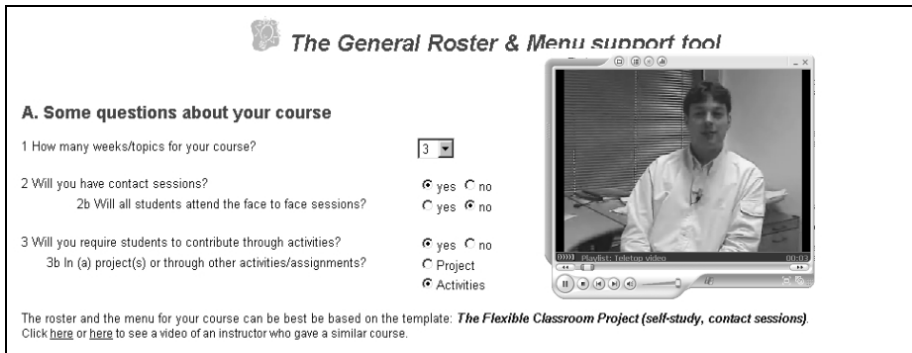 The General Roster & Menu support tool
A. Some questions about your course
1 How many weeks/topics for your course?
3
2 Will you have contact sessions?
yes no
2b Will all students attend the face to face sessions?
yes no
3 Will you require students to contribute through activities?
yes no
3b In (a) project(s) or through other activities/assignments?
Project
Activities
Playlist: Teletop video 00:03
The roster and the menu for your course can be best be based on the template: The Flexible Classroom Project (self-study, contact sessions).
Click here or here to see a video of an instructor who gave a similar course.